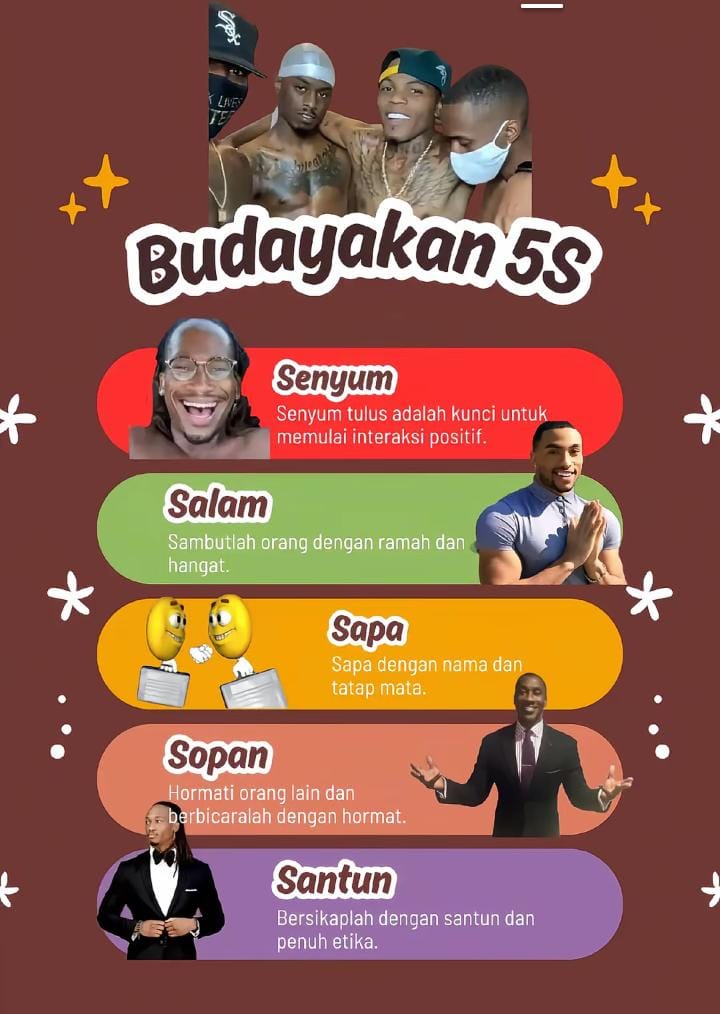 Budayakan 5S
Senyum
Senyum tulus adalah kunci untuk
memulai interaksi positif.
Salam
Sambutlah orang dengan ramah dan
hangat.
Sapa
Sapa dengan nama dan
tatap mata.
Sopan
Hormati orang lain dan
berbicaralah dengan hormat.
Santun
Bersikaplah dengan santun dan
penuh etika.